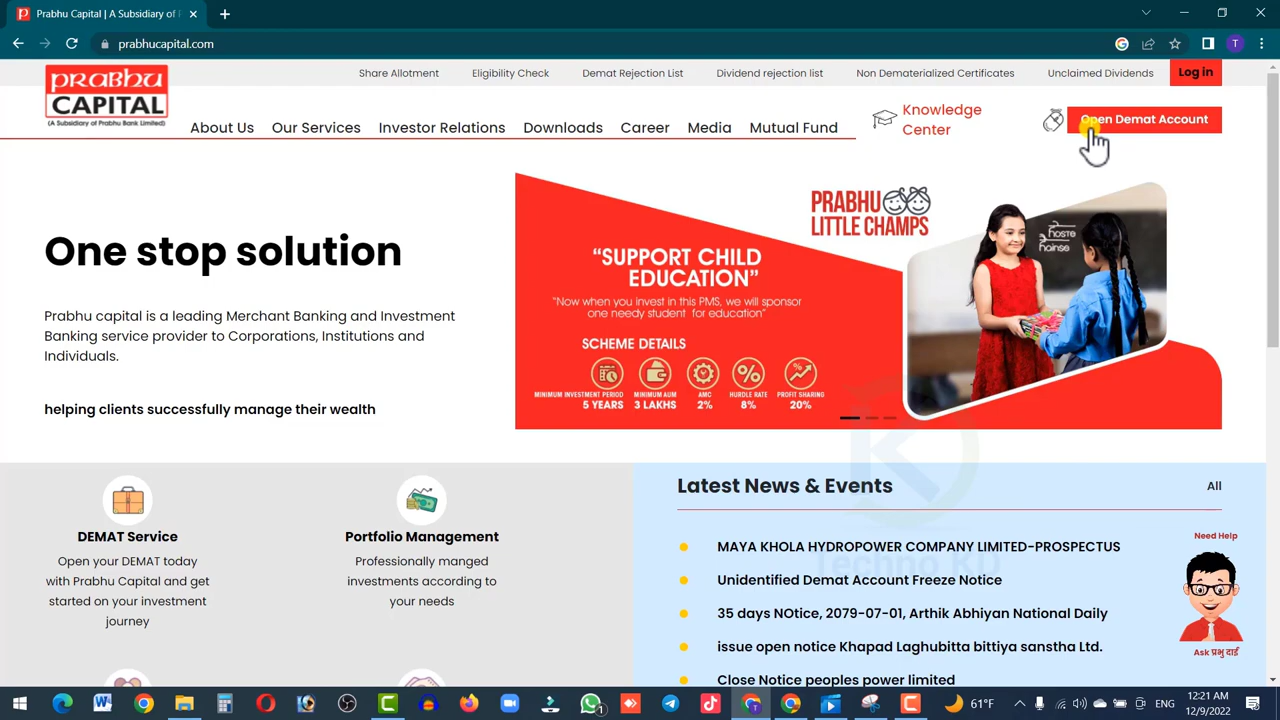 Prabhu Capital | A Subsidiary of
prabhucapital.com
T
Share Allotment
Eligibility Check
Demat Rejection List
Dividend rejection list
Non Dematerialized Certificates
Unclaimed Dividends
Log in
PRABHU
CAPITAL
(A Subsidiary of Prabhu Bank Limited)
About Us
Our Services
Investor Relations
Downloads
Career
Media
Mutual Fund
Knowledge
Center
Open Demat Account
One stop solution
Prabhu capital is a leading Merchant Banking and Investment
Banking service provider to Corporations, Institutions and
Individuals.
helping clients successfully manage their wealth
PRABHU
LITTLE CHAMPS
“SUPPORT CHILD
EDUCATION”
“Now when you invest in this PMS, we will sponsor
one needy student for education”
SCHEME DETAILS
MINIMUM INVESTMENT PERIOD
5 YEARS
MINIMUM AUM
3 LAKHS
AMC
2%
HURDLE RATE
8%
PROFIT SHARING
20%
DEMAT Service
Open your DEMAT today
with Prabhu Capital and get
started on your investment
journey
Portfolio Management
Professionally manged
investments according to
your needs
Latest News & Events
All
MAYA KHOLA HYDROPOWER COMPANY LIMITED-PROSPECTUS
Unidentified Demat Account Freeze Notice
35 days NOtice, 2079-07-01, Arthik Abhiyan National Daily
issue open notice Khapad Laghubitta bittiya sanstha Ltd.
Close Notice peoples power limited
Techno KD
Need Help
Ask प्रभु दाई
61°F
12:21 AM
12/9/2022